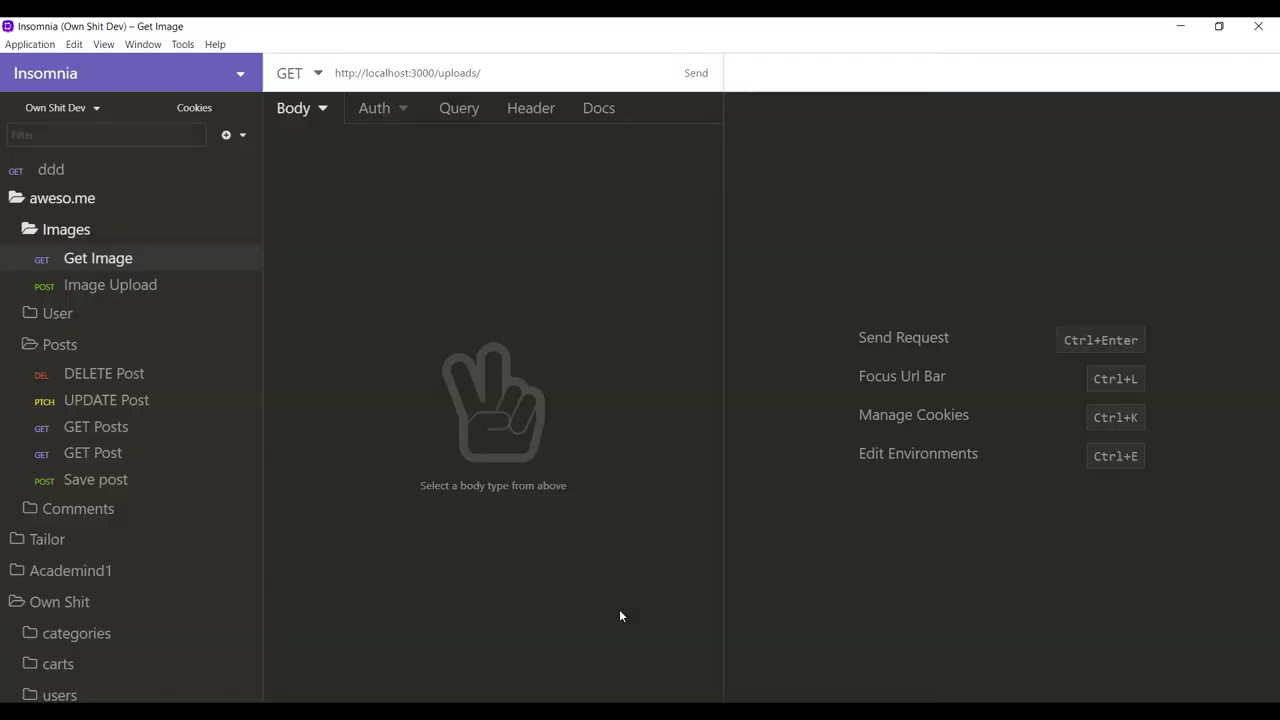 Insomnia (Own Shit Dev) – Get Image
Application Edit View Window Tools Help
Insomnia
GET http://localhost:3000/uploads/ Send
Own Shit Dev Cookies
Body Auth Query Header Docs
Filter
GET ddd
aweso.me
Images
GET Get Image
POST Image Upload
User
Posts
DEL DELETE Post
PTCH UPDATE Post
GET GET Posts
GET GET Post
POST Save post
Comments
Tailor
Academind1
Own Shit
categories
carts
users
Select a body type from above
Send Request Ctrl+Enter
Focus Url Bar Ctrl+L
Manage Cookies Ctrl+K
Edit Environments Ctrl+E